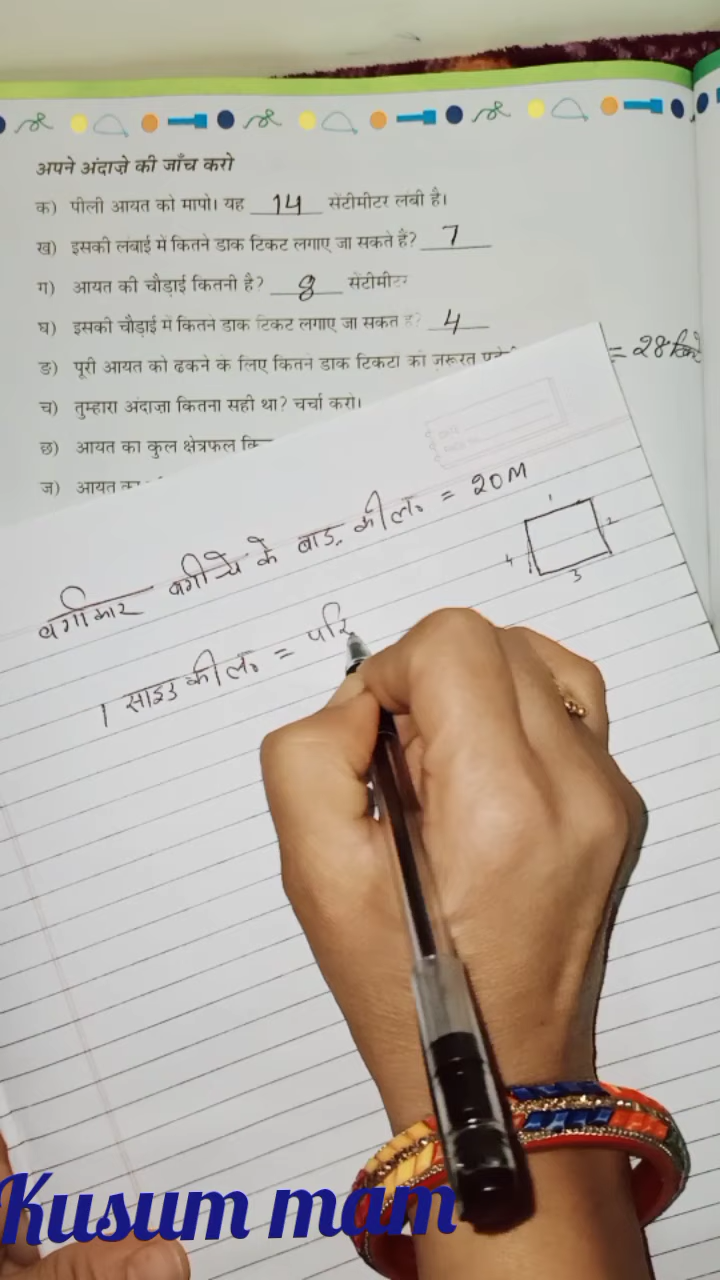 अपने अंदाज़े की जाँच करो
क) पीली आयत को मापो। यह 14 सेंटीमीटर लंबी है।
ख) इसकी लंबाई में कितने डाक टिकट लगाए जा सकते हैं? 7
ग) आयत की चौड़ाई कितनी है? 8 सेंटीमीटर
घ) इसकी चौड़ाई में कितने डाक टिकट लगाए जा सकते हैं? 4
ङ) पूरी आयत को ढकने के लिए कितने डाक टिकटों की ज़रूरत = 28
च) तुम्हारा अंदाज़ा कितना सही था? चर्चा करो।
छ) आयत का कुल क्षेत्रफल
ज) आयत
DATE
वर्गाकार बगीचे के बाड़ की ल॰ = 20M
1
2
4
3
1 साइड की ल॰ = परि
Kusum mam